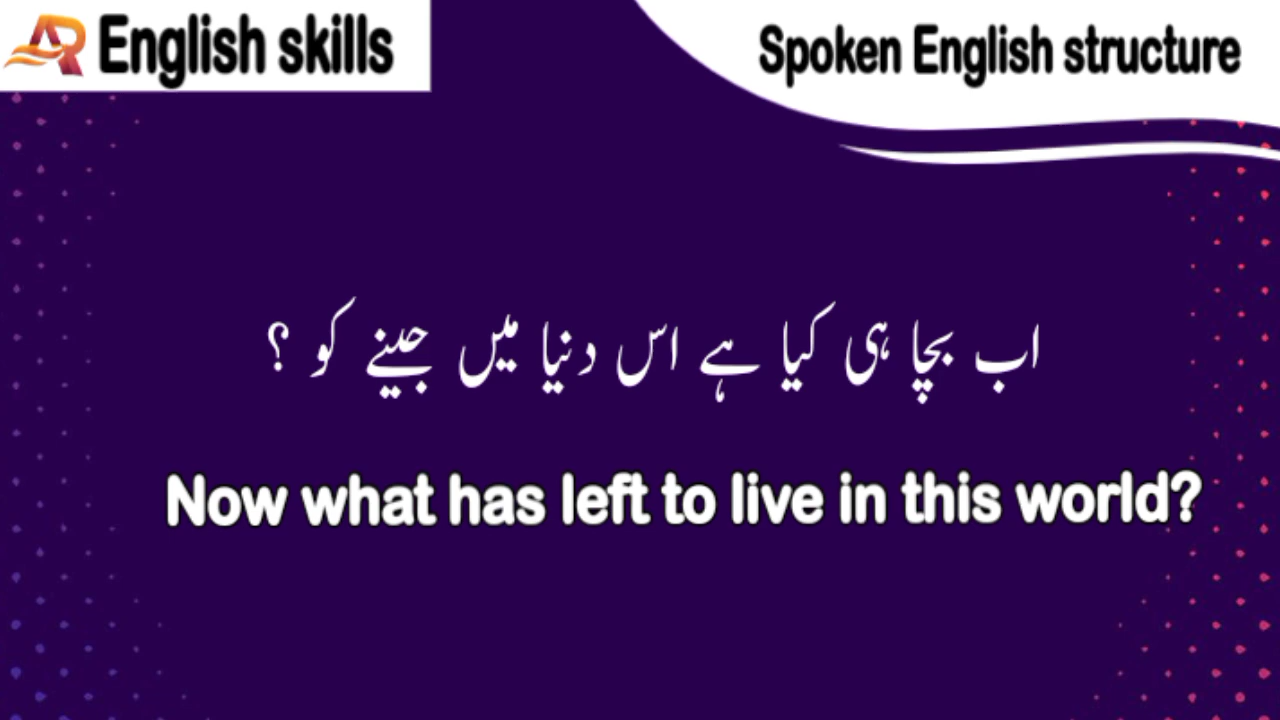 AR English skills
Spoken English structure
اب بچا ہی کیا ہے اس دنیا میں جینے کو ؟
Now what has left to live in this world?